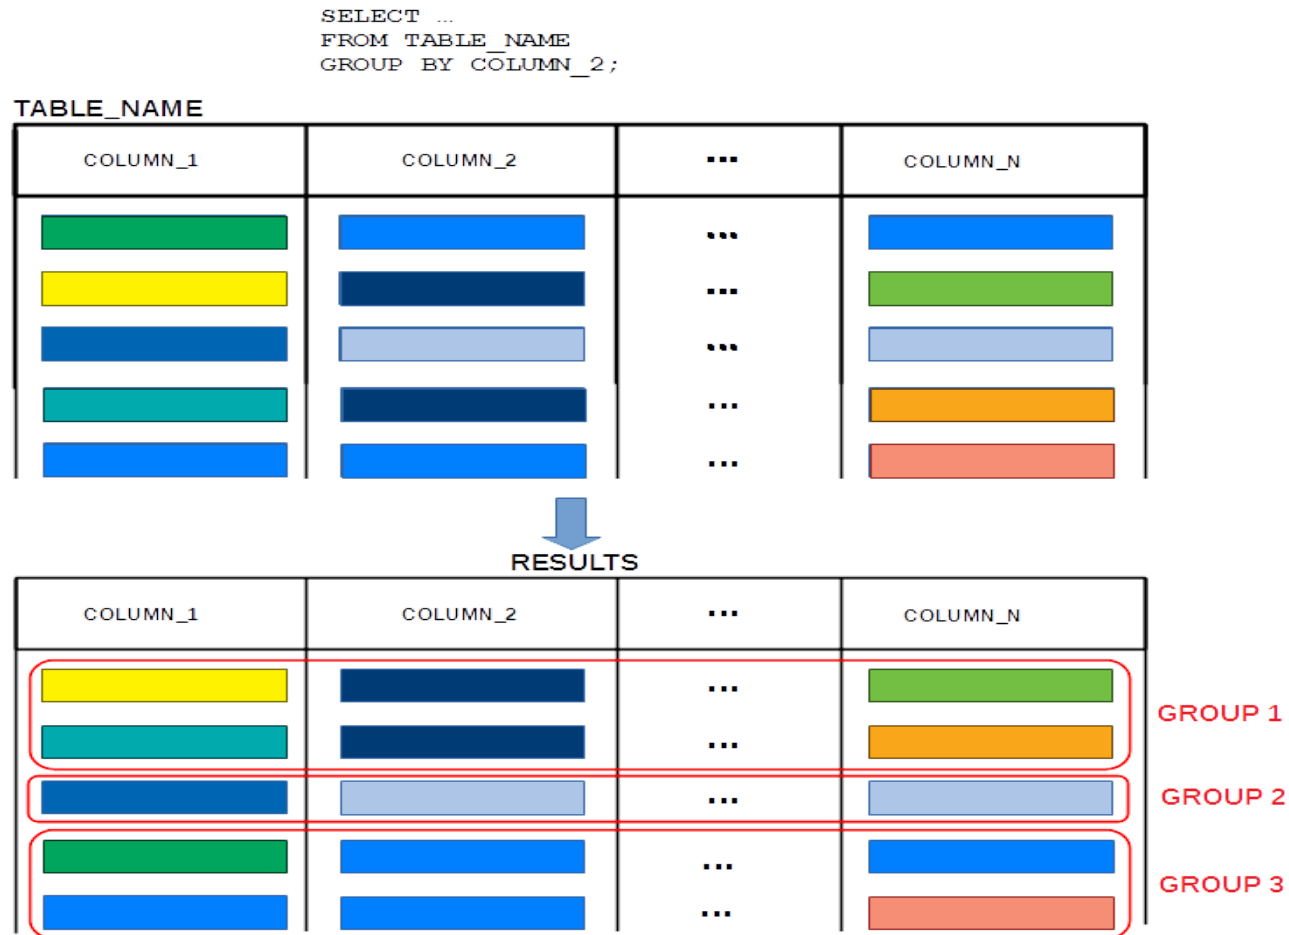 SELECT …
FROM TABLE_NAME
GROUP BY COLUMN_2;
TABLE_NAME
COLUMN_1 COLUMN_2 ... COLUMN_N
...
...
...
...
...
RESULTS
COLUMN_1 COLUMN_2 ... COLUMN_N
...
...
GROUP 1
...
GROUP 2
...
...
GROUP 3